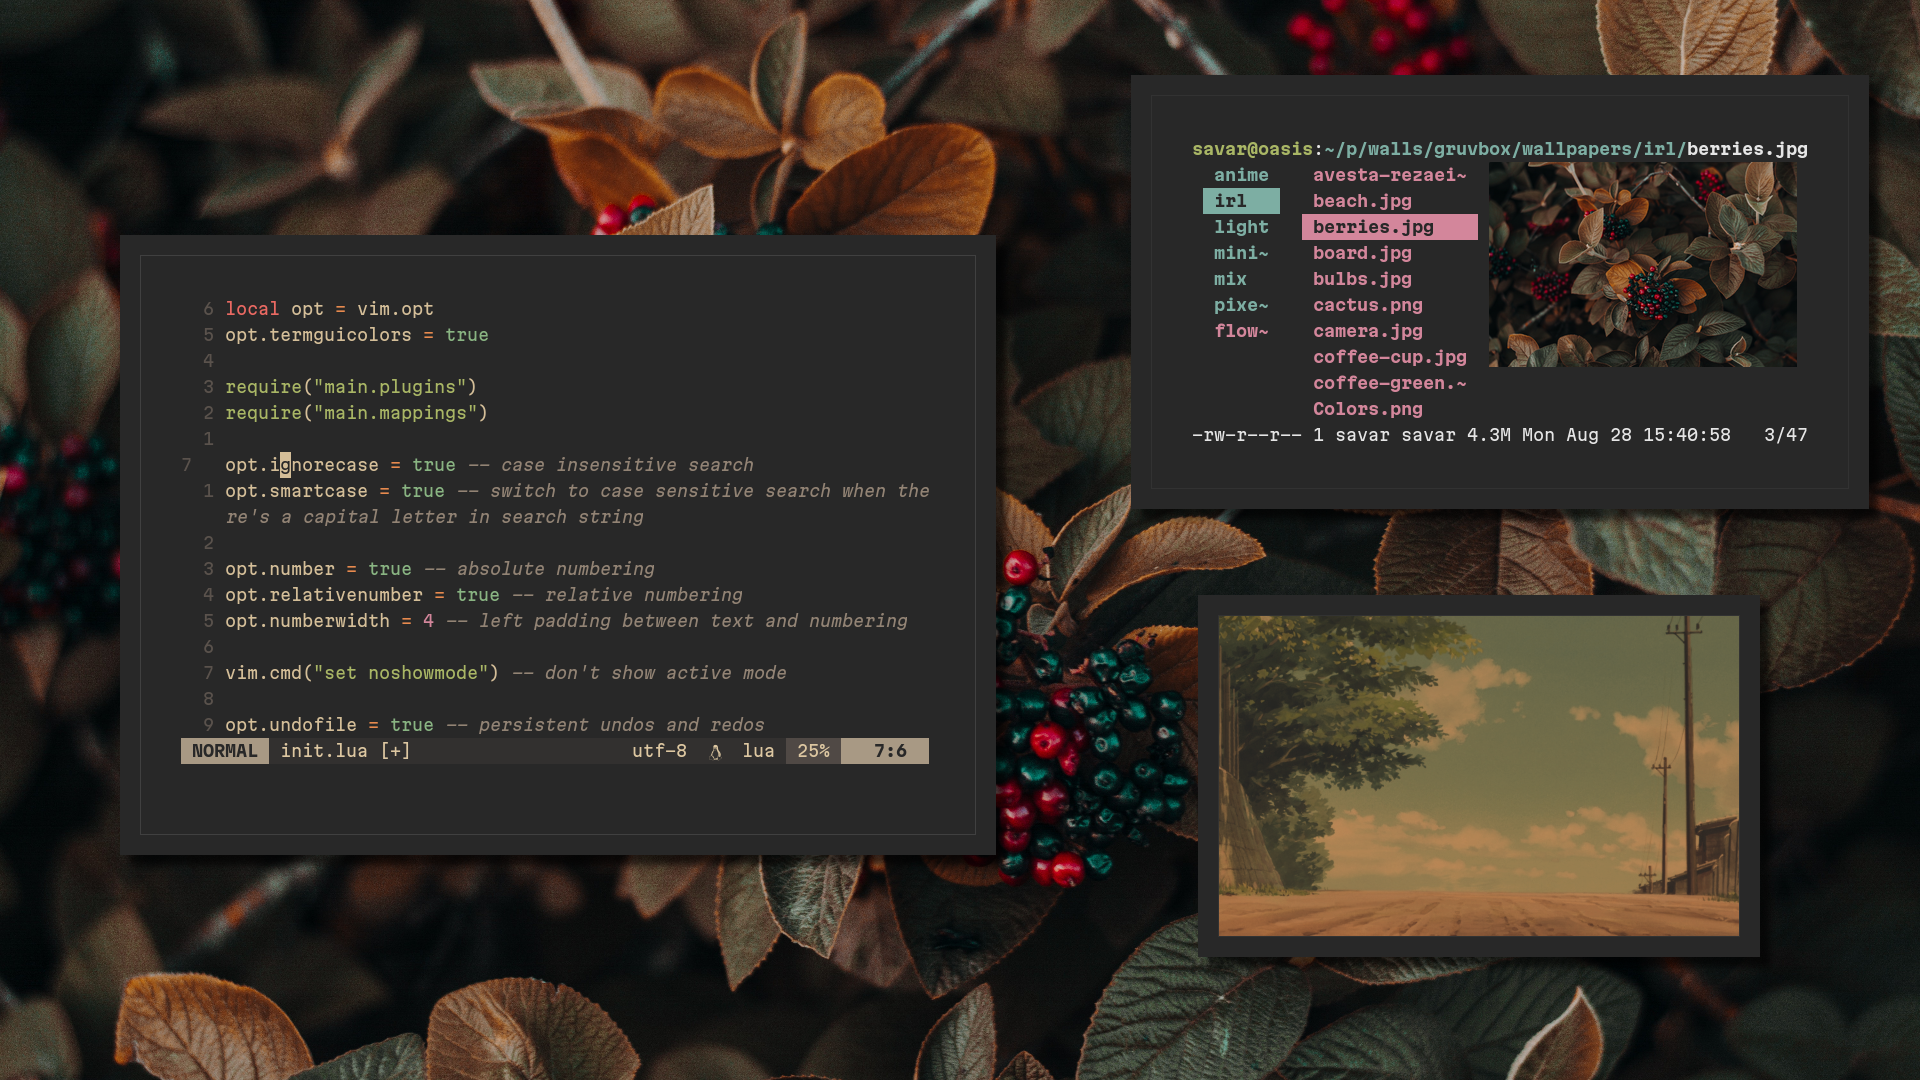 6 local opt = vim.opt
5 opt.termguicolors = true
4
3 require("main.plugins")
2 require("main.mappings")
1
7 opt.ignorecase = true -- case insensitive search
1 opt.smartcase = true -- switch to case sensitive search when the
re's a capital letter in search string
2
3 opt.number = true -- absolute numbering
4 opt.relativenumber = true -- relative numbering
5 opt.numberwidth = 4 -- left padding between text and numbering
6
7 vim.cmd("set noshowmode") -- don't show active mode
8
9 opt.undofile = true -- persistent undos and redos
NORMAL init.lua [+] utf-8 lua 25% 7:6
savar@oasis:~/p/walls/gruvbox/wallpapers/irl/berries.jpg
anime avesta-rezaei~
irl beach.jpg
light berries.jpg
mini~ board.jpg
mix bulbs.jpg
pixe~ cactus.png
flow~ camera.jpg
coffee-cup.jpg
coffee-green.~
Colors.png
-rw-r--r-- 1 savar savar 4.3M Mon Aug 28 15:40:58 3/47